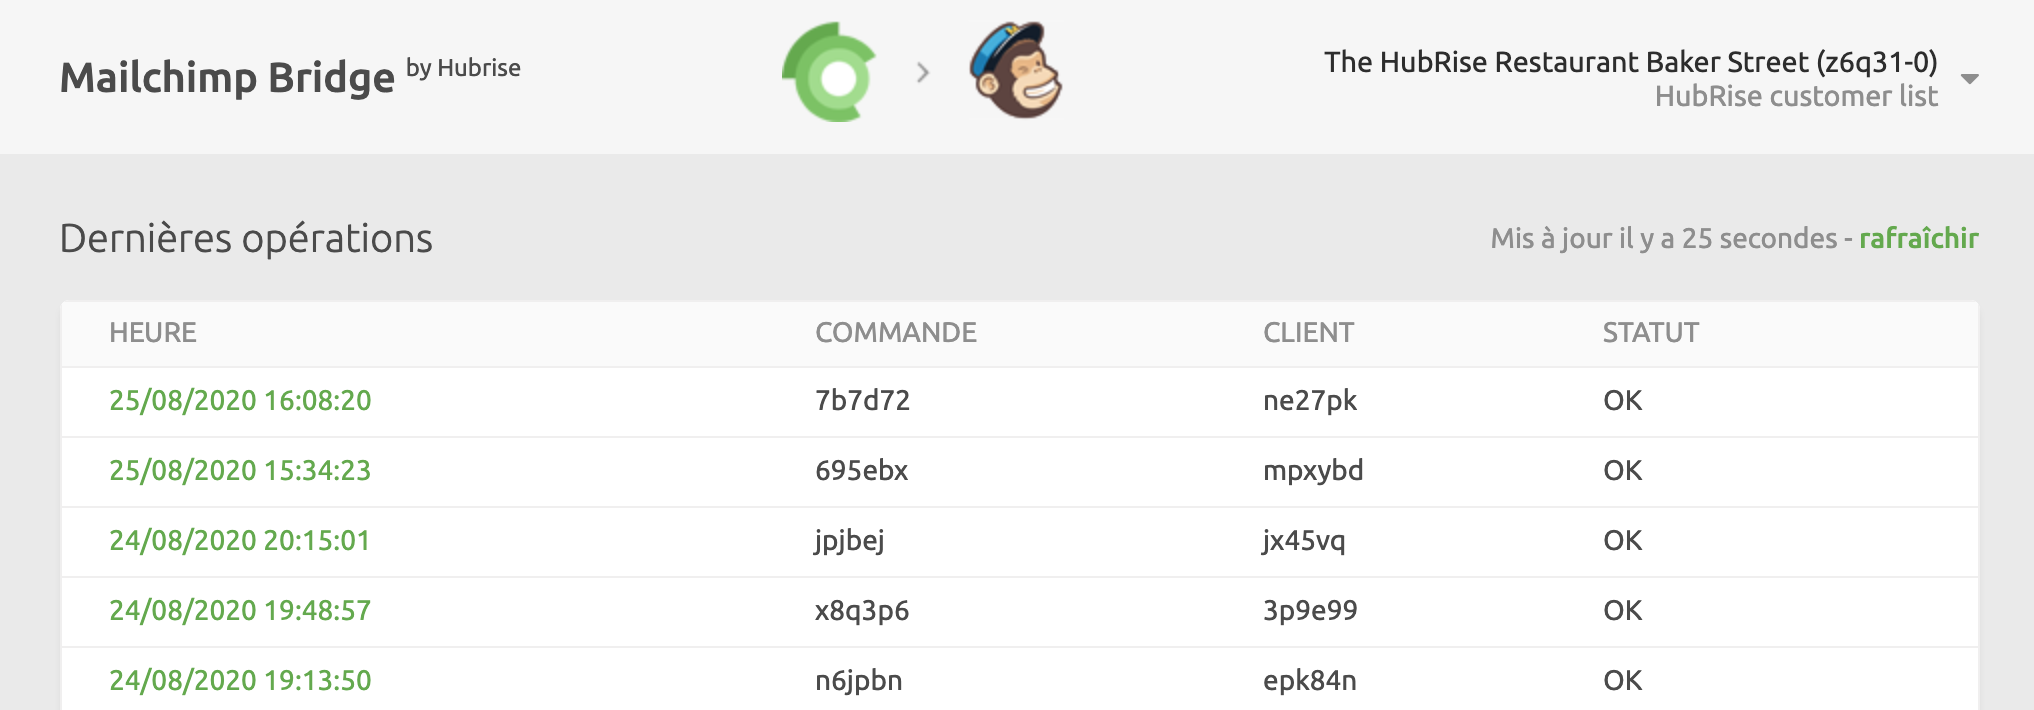 Mailchimp Bridge by Hubrise
The HubRise Restaurant Baker Street (z6q31-0)
HubRise customer list
Dernières opérations
Mis à jour il y a 25 secondes - rafraîchir
HEURE COMMANDE CLIENT STATUT
25/08/2020 16:08:20 7b7d72 ne27pk OK
25/08/2020 15:34:23 695ebx mpxybd OK
24/08/2020 20:15:01 jpjbej jx45vq OK
24/08/2020 19:48:57 x8q3p6 3p9e99 OK
24/08/2020 19:13:50 n6jpbn epk84n OK